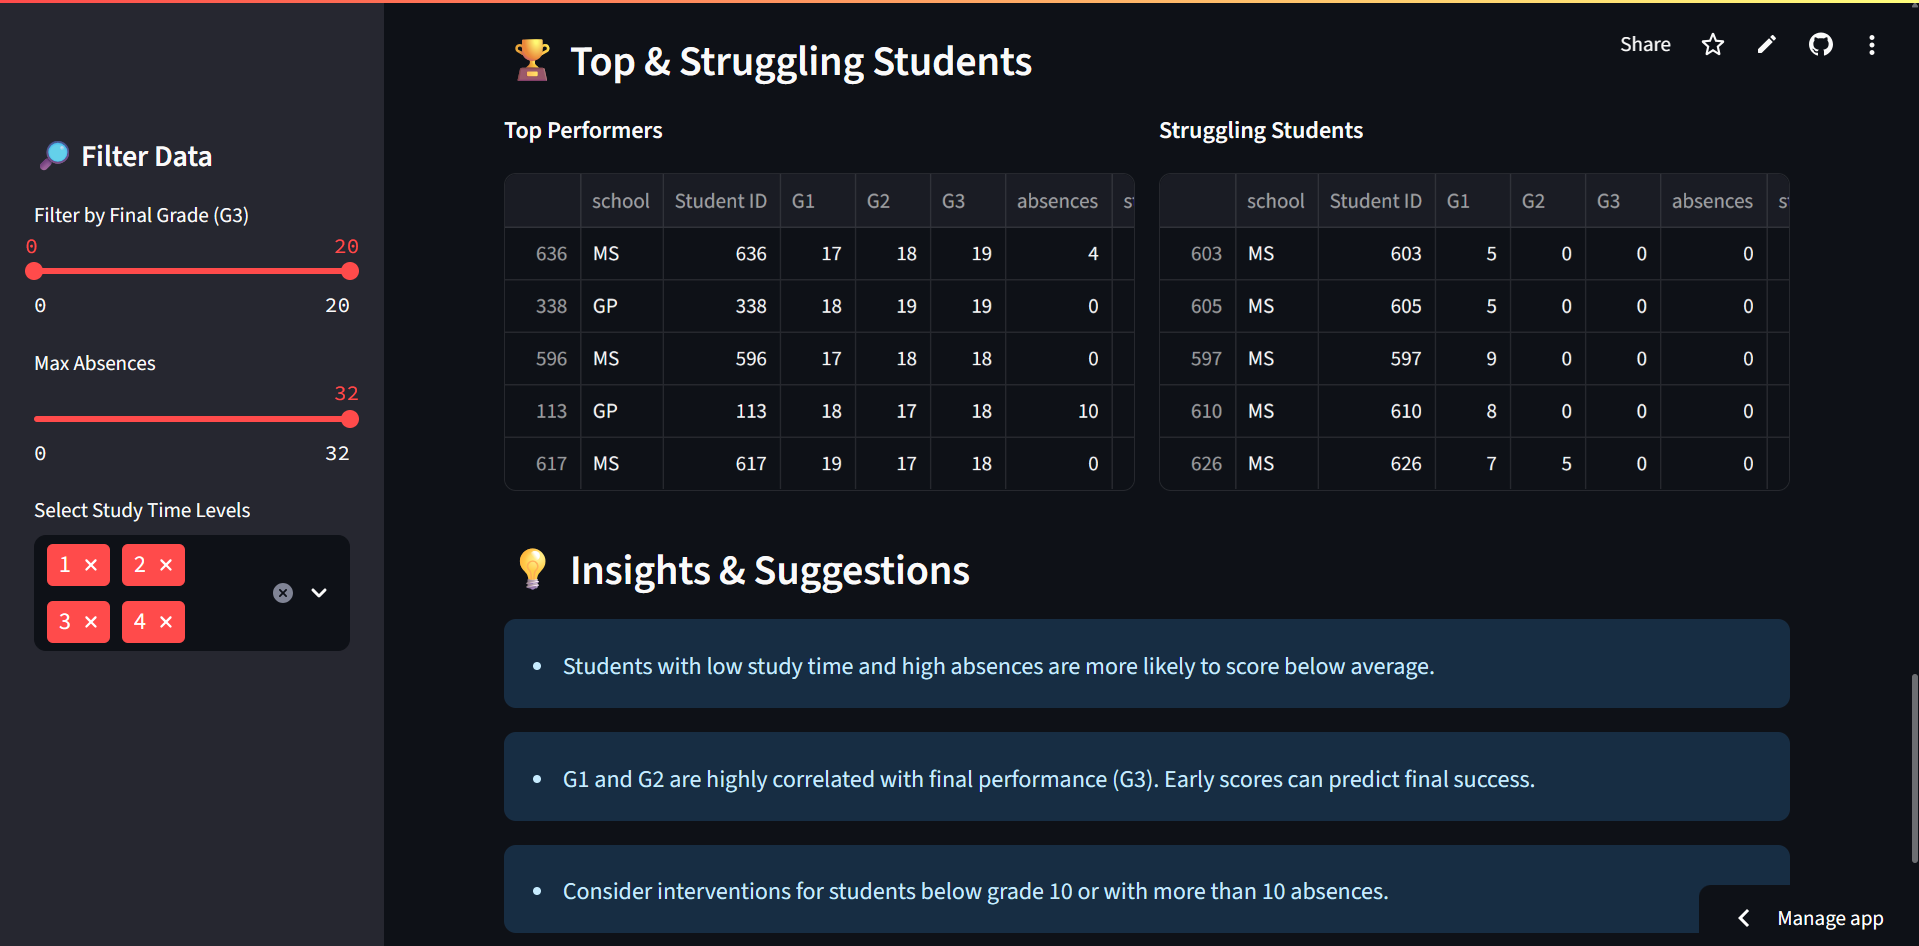 Share
Filter Data
Filter by Final Grade (G3)
0 20
0 20
Max Absences
32
0 32
Select Study Time Levels
1 2
3 4
Top & Struggling Students
Top Performers
school Student ID G1 G2 G3 absences
636 MS 636 17 18 19 4
338 GP 338 18 19 19 0
596 MS 596 17 18 18 0
113 GP 113 18 17 18 10
617 MS 617 19 17 18 0
Struggling Students
school Student ID G1 G2 G3 absences
603 MS 603 5 0 0 0
605 MS 605 5 0 0 0
597 MS 597 9 0 0 0
610 MS 610 8 0 0 0
626 MS 626 7 5 0 0
Insights & Suggestions
• Students with low study time and high absences are more likely to score below average.
• G1 and G2 are highly correlated with final performance (G3). Early scores can predict final success.
• Consider interventions for students below grade 10 or with more than 10 absences.
Manage app